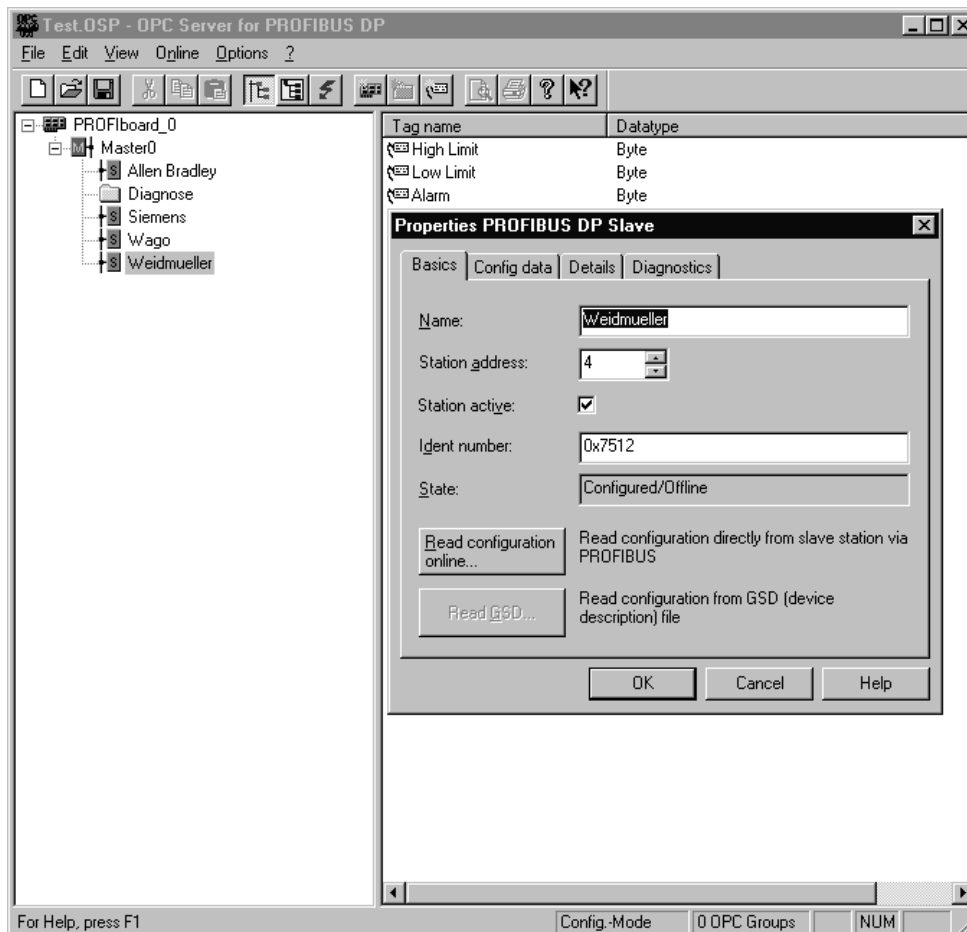 Test.OSP - OPC Server for PROFIBUS DP
File Edit View Online Options ?
PROFIboard_0
M Master0
S Allen Bradley
Diagnose
S Siemens
S Wago
S Weidmueller
Tag name Datatype
High Limit Byte
Low Limit Byte
Alarm Byte
Properties PROFIBUS DP Slave
Basics Config data Details Diagnostics
Name: Weidmueller
Station address: 4
Station active:
Ident number: 0x7512
State: Configured/Offline
Read configuration online...
Read configuration directly from slave station via PROFIBUS
Read GSD...
Read configuration from GSD (device description) file
OK Cancel Help
For Help, press F1 Config.-Mode 0 OPC Groups NUM